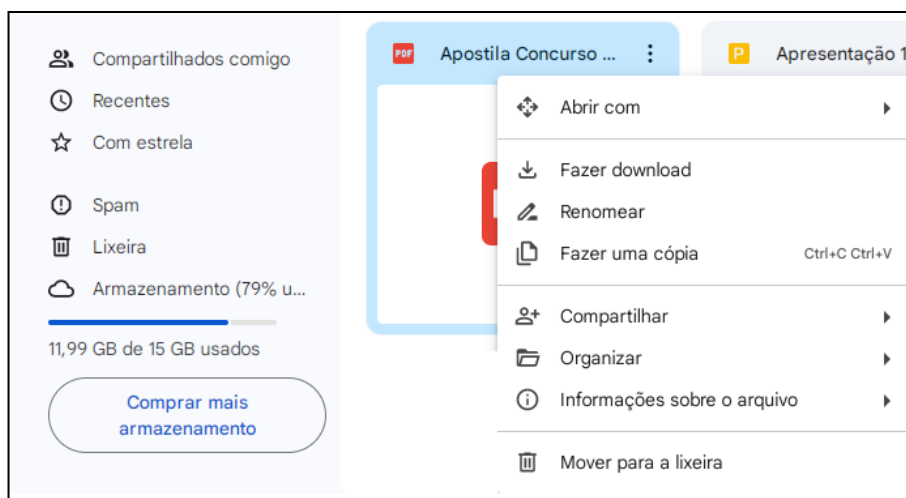 Compartilhados comigo
Recentes
Com estrela
Spam
Lixeira
Armazenamento (79% u...
11,99 GB de 15 GB usados
Comprar mais
armazenamento
PDF Apostila Concurso ...
P Apresentação 1
Abrir com
Fazer download
Renomear
Fazer uma cópia Ctrl+C Ctrl+V
Compartilhar
Organizar
Informações sobre o arquivo
Mover para a lixeira